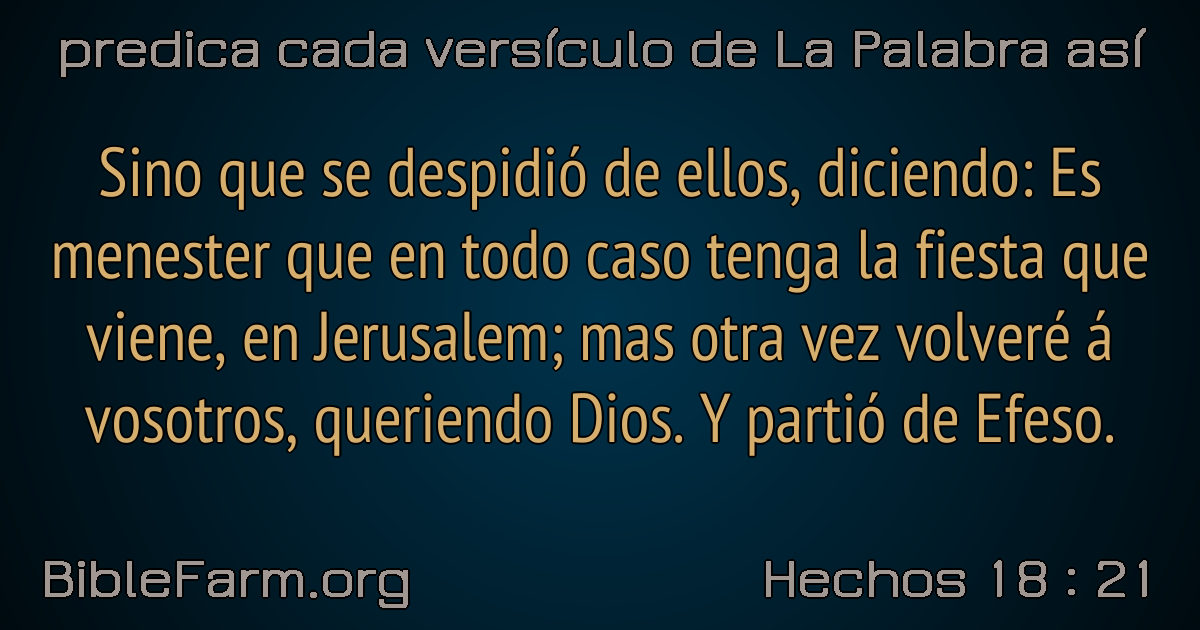 predica cada versículo de La Palabra así
Sino que se despidió de ellos, diciendo: Es
menester que en todo caso tenga la fiesta que
viene, en Jerusalem; mas otra vez volveré á
vosotros, queriendo Dios. Y partió de Efeso.
BibleFarm.org
Hechos 18 : 21